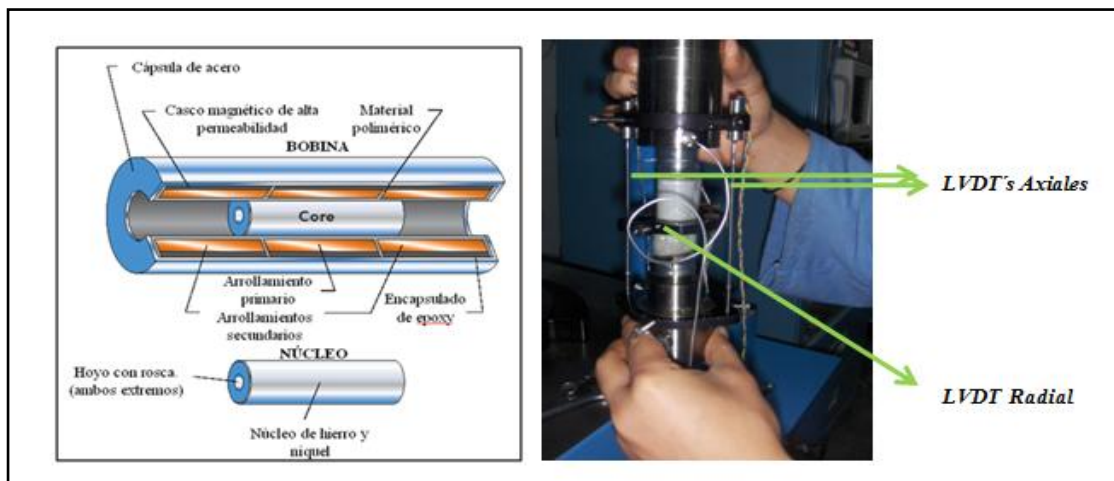 Cápsula de acero
Casco magnético de alta
permeabilidad
Material
polimérico
BOBINA
Core
Arrollamiento
primario
Arrollamientos
secundarios
Encapsulado
de epoxy
NÚCLEO
Hoyo con rosca.
(ambos extremos)
Núcleo de hierro y
niquel
LVDT´s Axiales
LVDT Radial